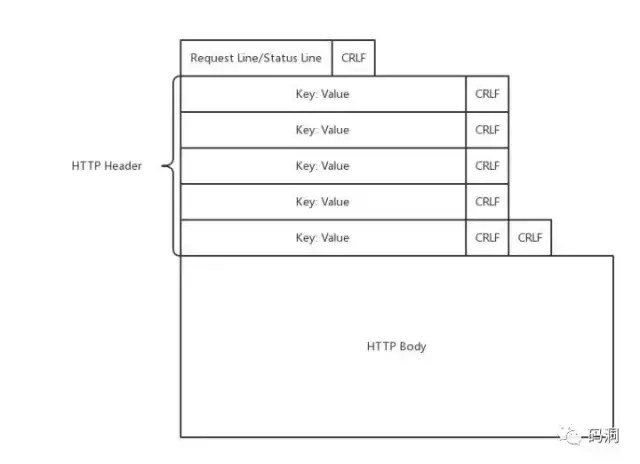 Request Line/Status Line CRLF
Key: Value CRLF
Key: Value CRLF
HTTP Header Key: Value CRLF
Key: Value CRLF
Key: Value CRLF CRLF
HTTP Body
码洞